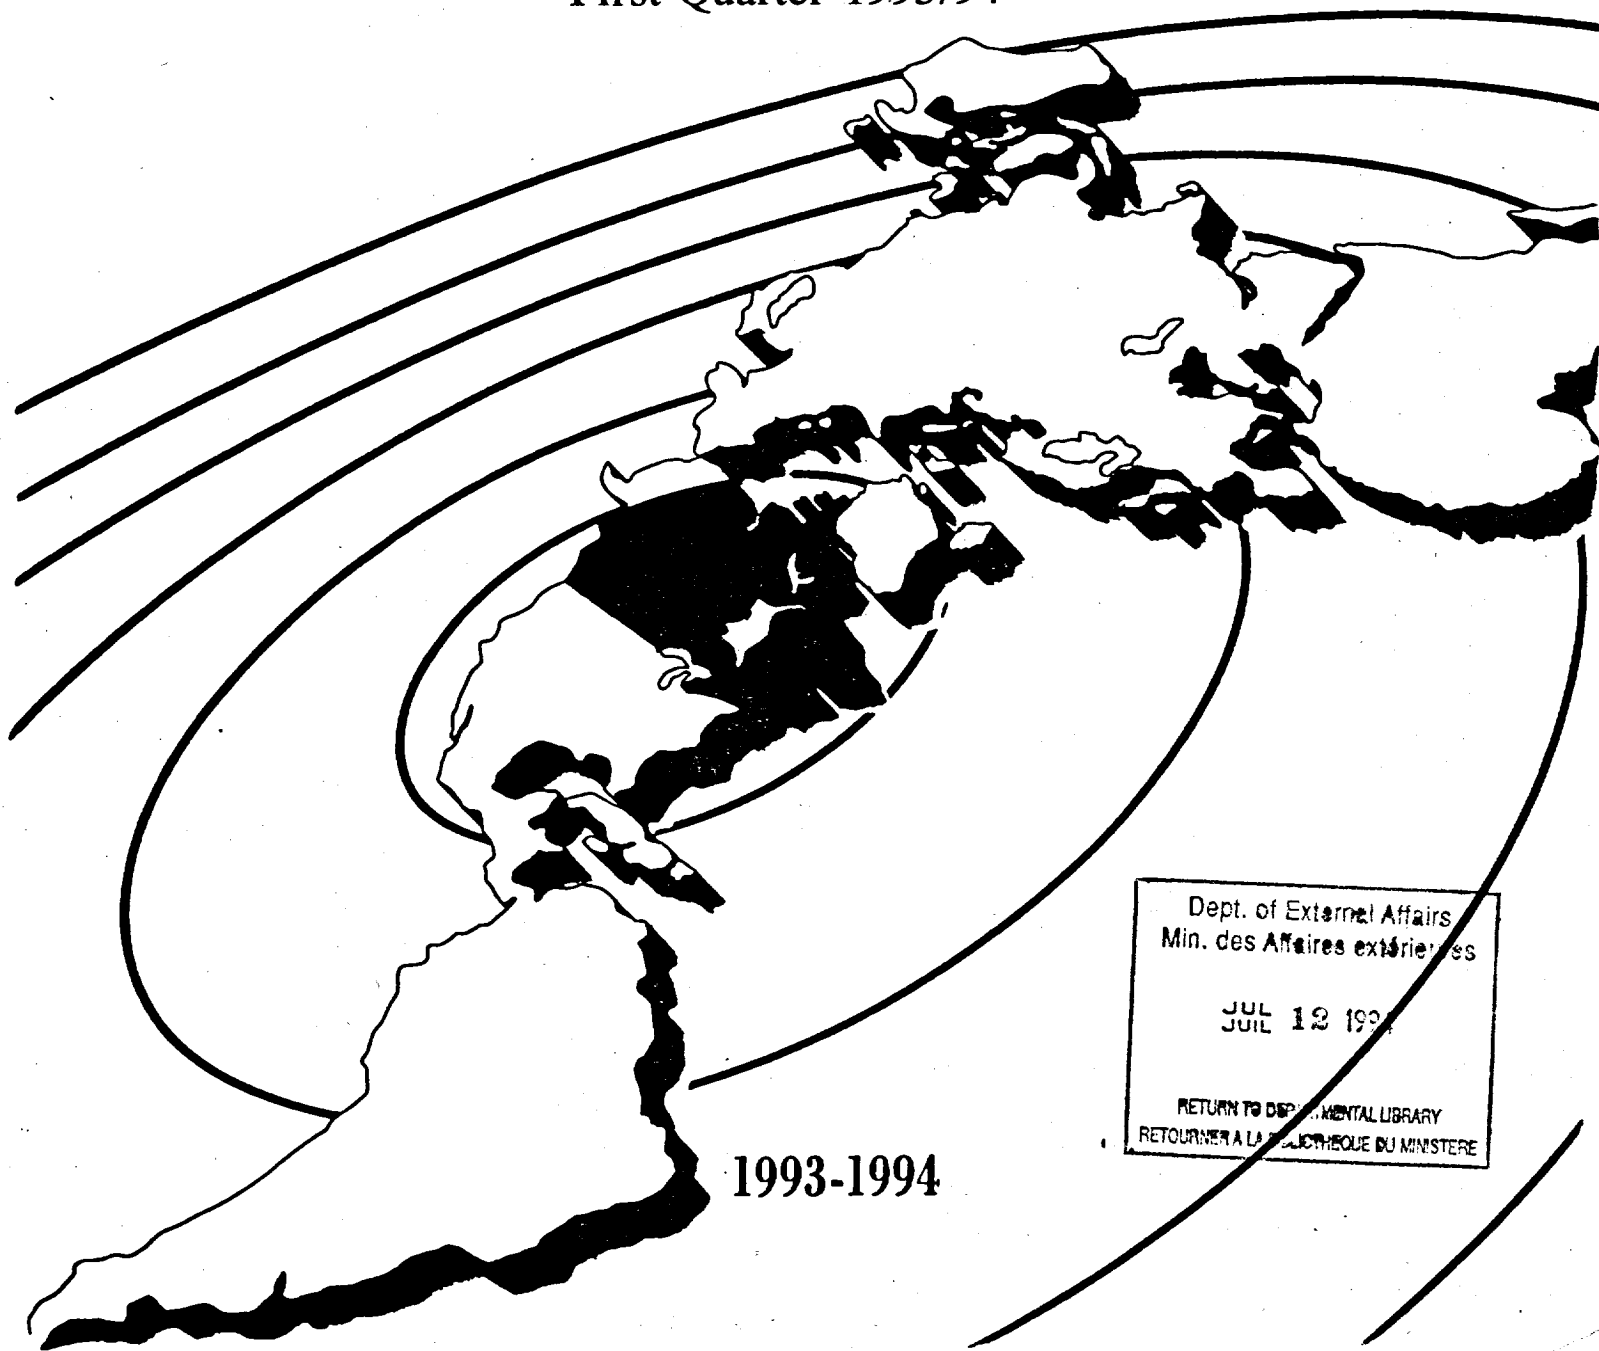 First Quarter 1993/94
Dept. of External Affairs
Min. des Affaires extérieures
JUL
JUIL 12 1994
RETURN TO DEPARTMENTAL LIBRARY
RETOURNER A LA BIBLIOTHEQUE DU MINISTERE
1993-1994